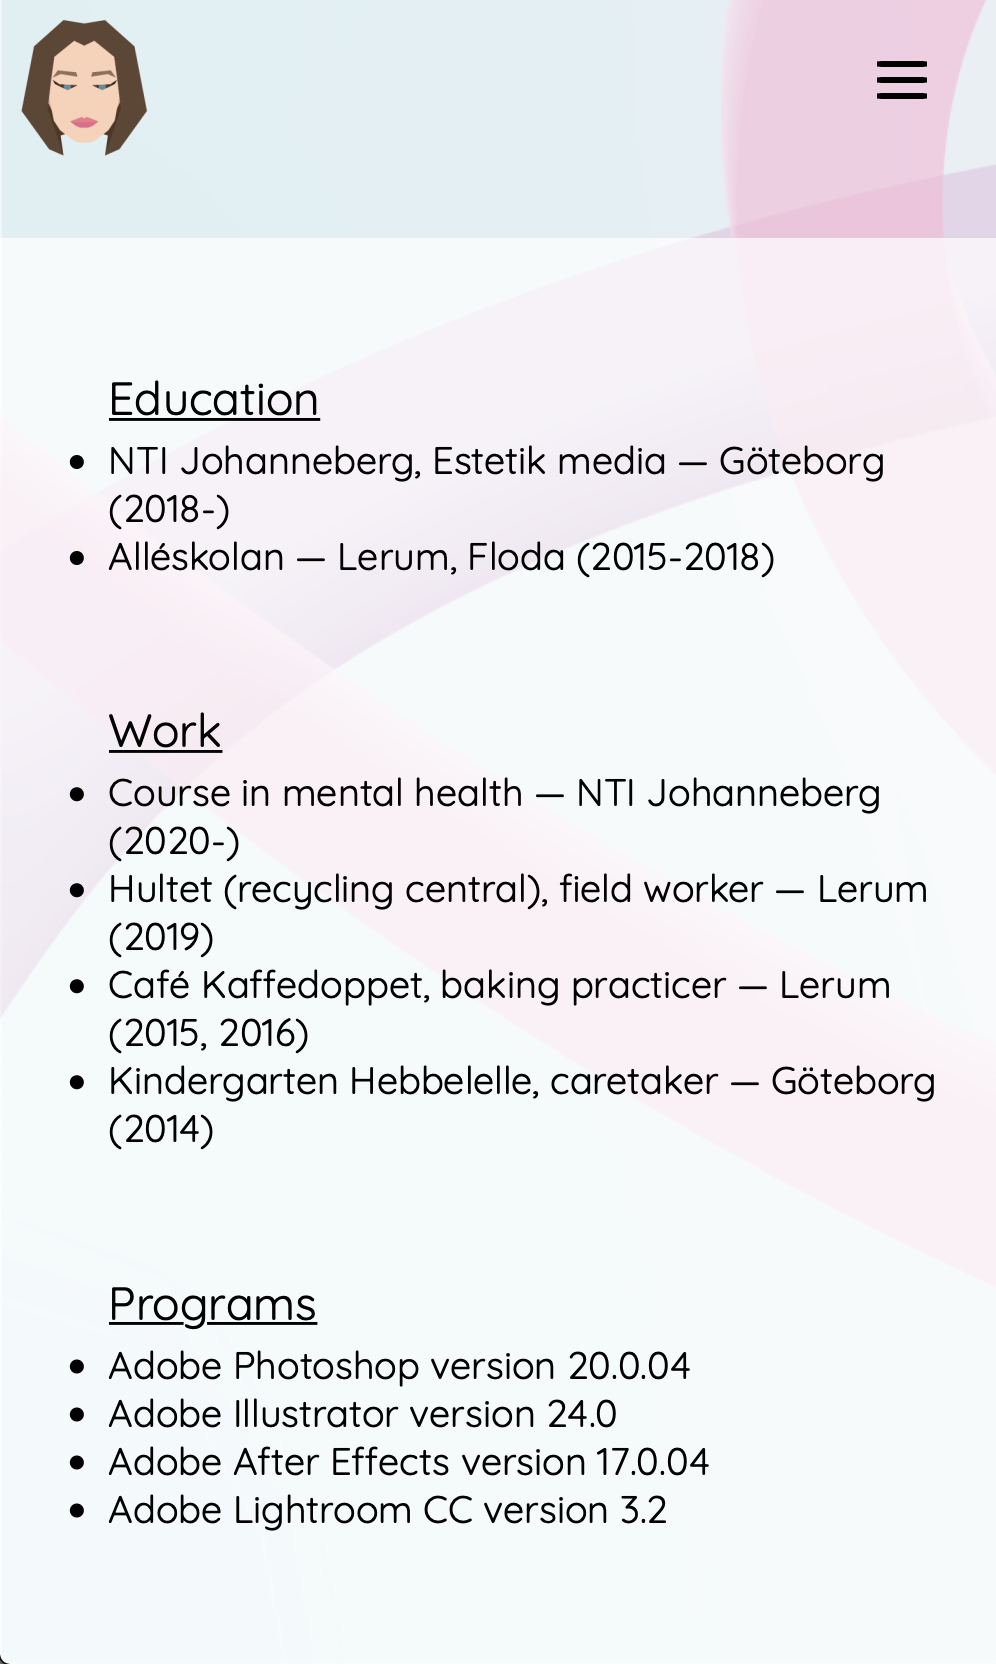 Education
NTI Johanneberg, Estetik media — Göteborg
(2018-)
Alléskolan — Lerum, Floda (2015-2018)
Work
Course in mental health — NTI Johanneberg
(2020-)
Hultet (recycling central), field worker — Lerum
(2019)
Café Kaffedoppet, baking practicer — Lerum
(2015, 2016)
Kindergarten Hebbelelle, caretaker — Göteborg
(2014)
Programs
Adobe Photoshop version 20.0.04
Adobe Illustrator version 24.0
Adobe After Effects version 17.0.04
Adobe Lightroom CC version 3.2